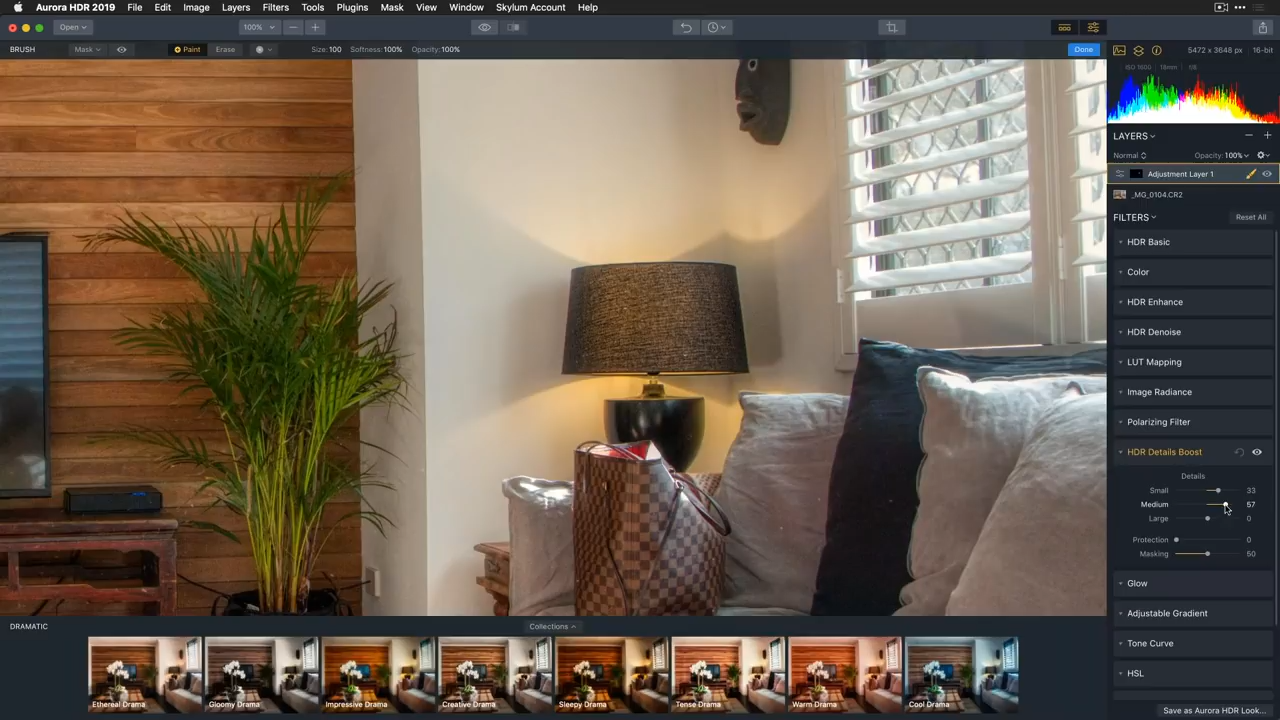 Aurora HDR 2019 File Edit Image Layers Filters Tools Plugins Mask View Window Skylum Account Help
Open 100%
BRUSH Mask Paint Erase Size: 100 Softness: 100% Opacity: 100% Done
5472 x 3648 px 16-bit
ISO 1600 18mm f/8
LAYERS
Normal Opacity: 100%
Adjustment Layer 1
_MG_0104.CR2
FILTERS Reset All
HDR Basic
Color
HDR Enhance
HDR Denoise
LUT Mapping
Image Radiance
Polarizing Filter
HDR Details Boost
Details
Small 33
Medium 57
Large 0
Protection 0
Masking 50
Glow
Adjustable Gradient
Tone Curve
HSL
Save as Aurora HDR Look...
DRAMATIC Collections
Ethereal Drama Gloomy Drama Impressive Drama Creative Drama Sleepy Drama Tense Drama Warm Drama Cool Drama